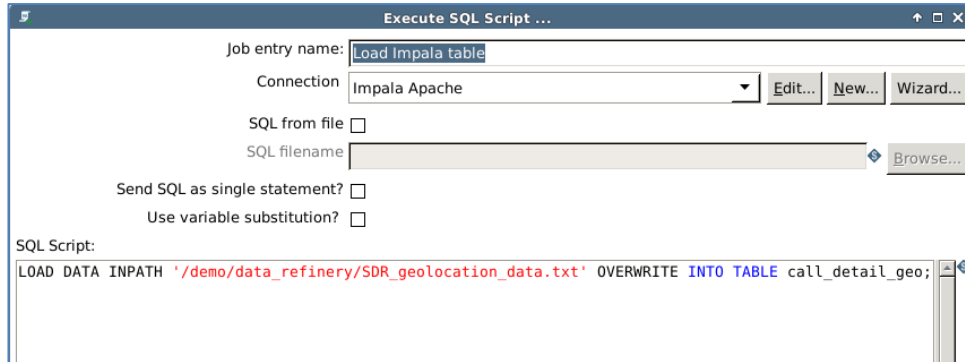 Execute SQL Script ...
Job entry name: Load Impala table
Connection Impala Apache Edit... New... Wizard...
SQL from file
SQL filename Browse...
Send SQL as single statement?
Use variable substitution?
SQL Script:
LOAD DATA INPATH '/demo/data_refinery/SDR_geolocation_data.txt' OVERWRITE INTO TABLE call_detail_geo;